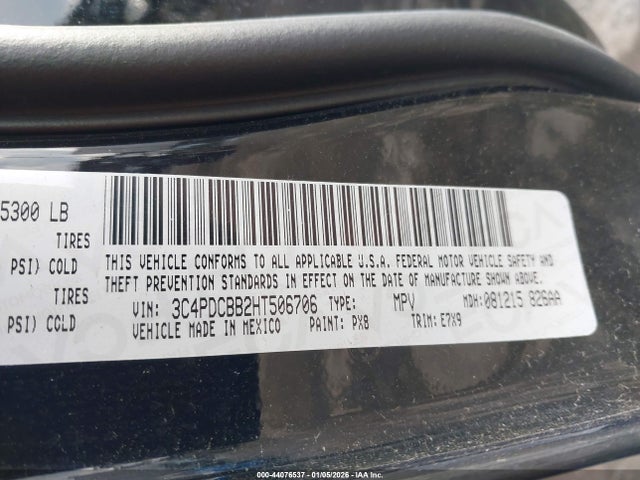 5300 LB
TIRES
PSI) COLD
TIRES
PSI) COLD
THIS VEHICLE CONFORMS TO ALL APPLICABLE U.S.A. FEDERAL MOTOR VEHICLE SAFETY AND
THEFT PREVENTION STANDARDS IN EFFECT ON THE DATE OF MANUFACTURE SHOWN ABOVE.
VIN: 3C4PDCBB2HT506706 TYPE: MPV MDH: 081215 826AA
VEHICLE MADE IN MEXICO PAINT: PX8 TRIM: E7X9
000-44076537 - 01/05/2026 - IAA Inc.